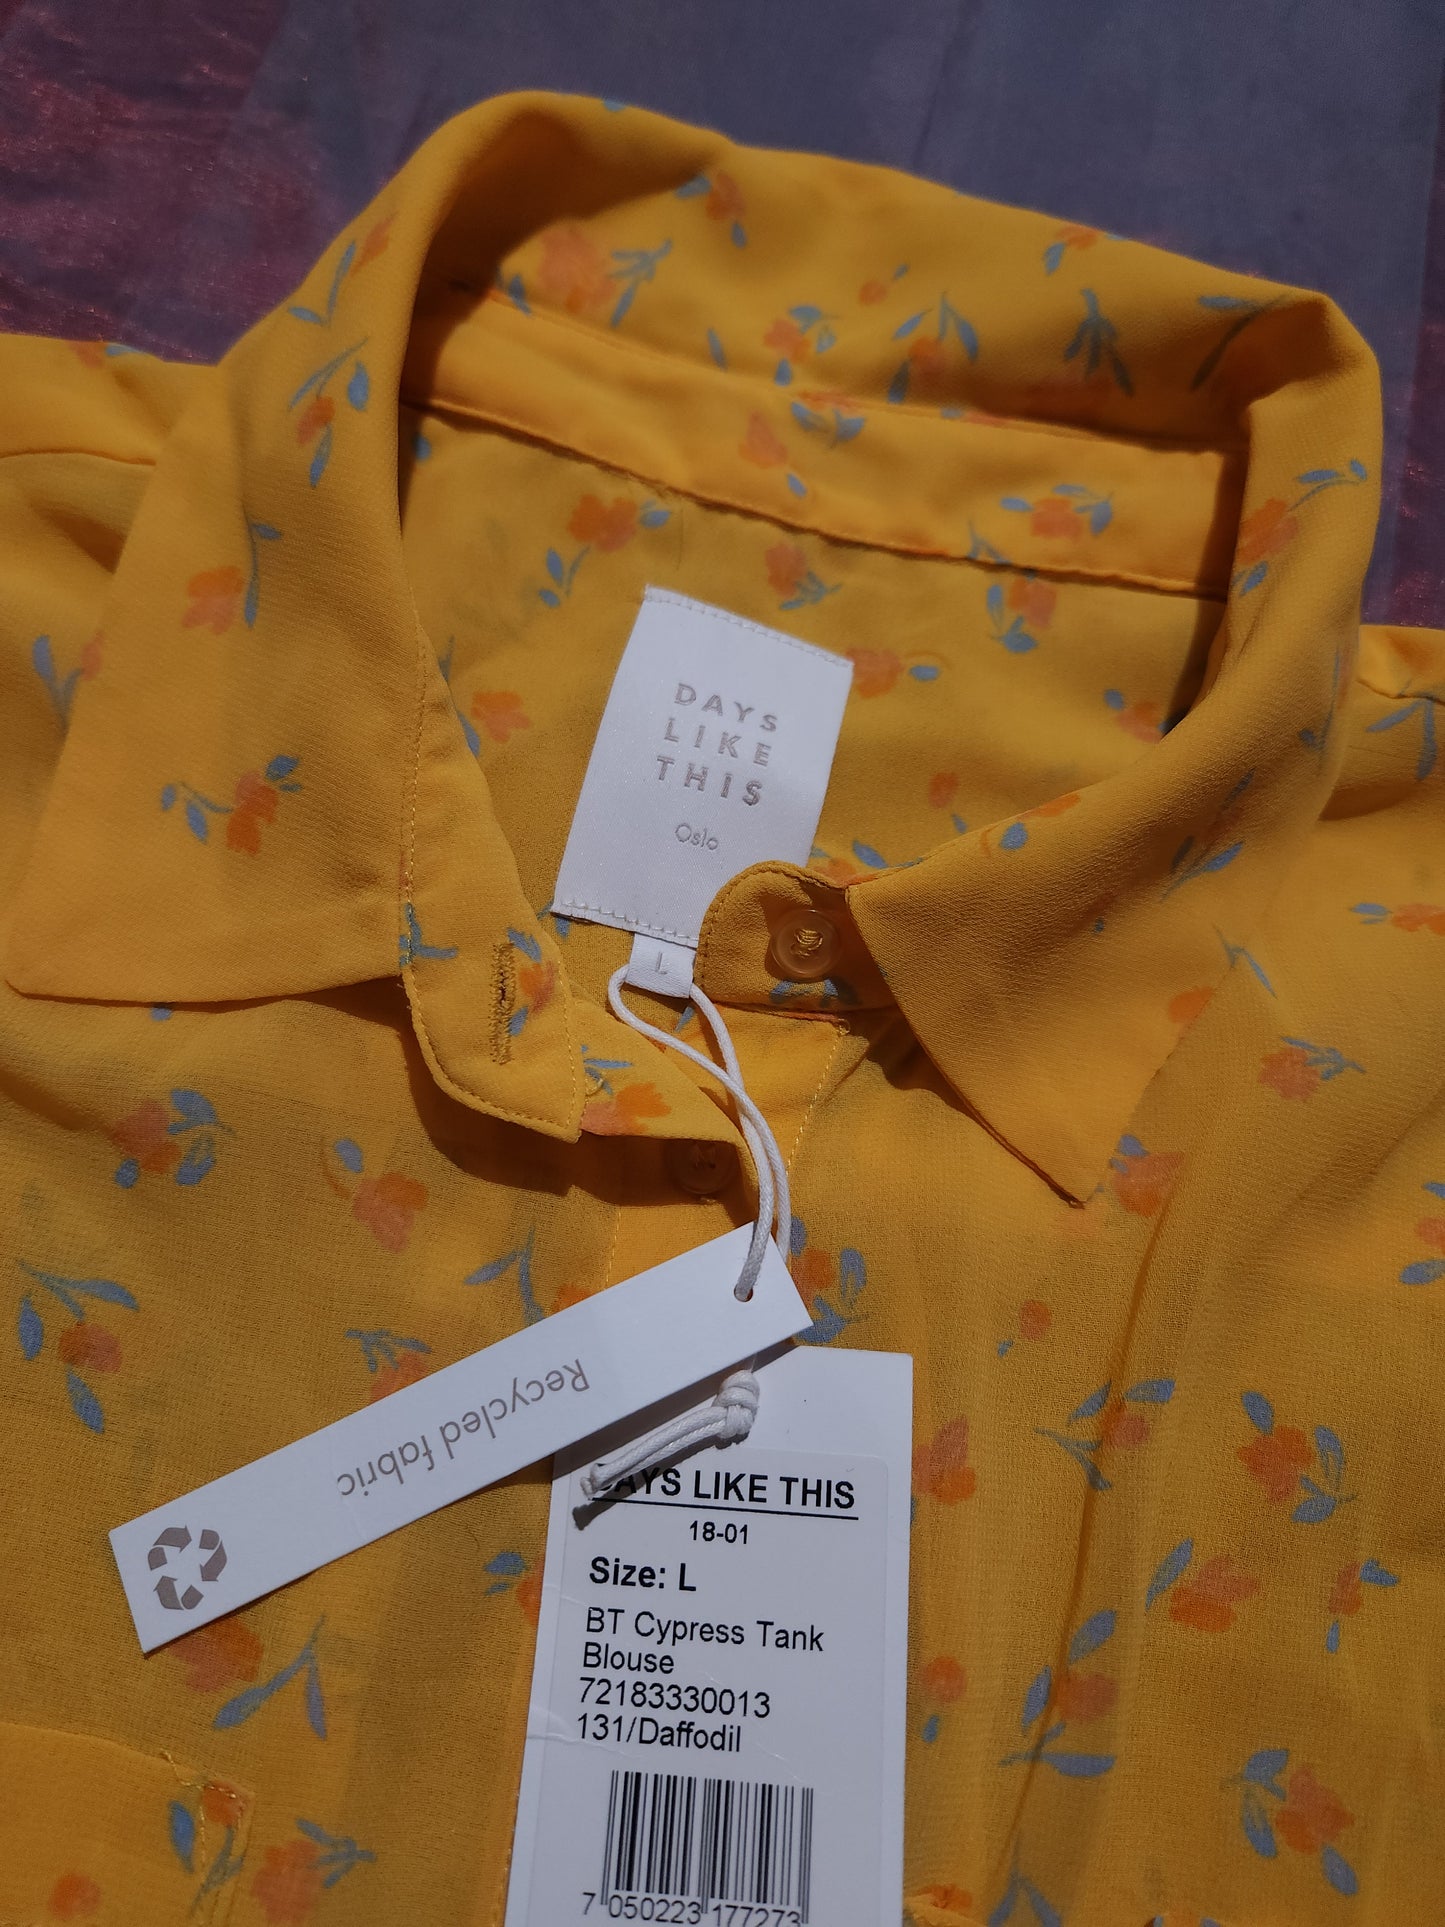 DAYS
LIKE
THIS
Oslo
L
Recycled fabric
DAYS LIKE THIS
18-01
Size: L
BT Cypress Tank
Blouse
72183330013
131/Daffodil
7 050223 177273